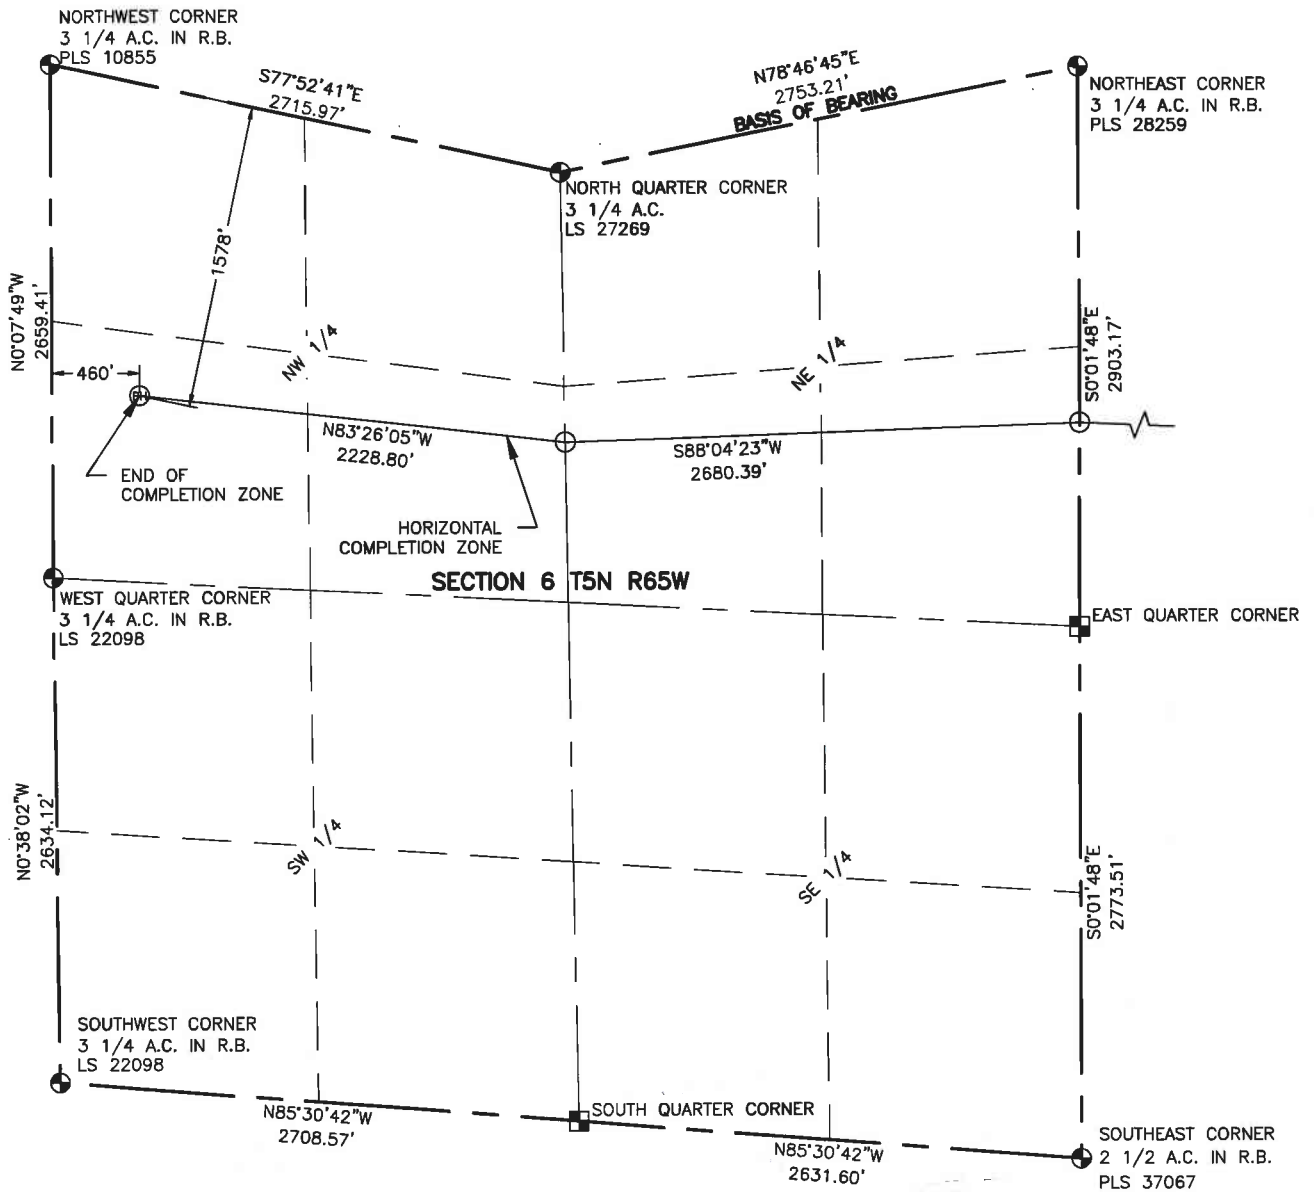 NORTHWEST CORNER
3 1/4 A.C. IN R.B.
PLS 10855
S77°52'41"E
2715.97'
N78°46'45"E
2753.21'
BASIS OF BEARING
NORTHEAST CORNER
3 1/4 A.C. IN R.B.
PLS 28259
NORTH QUARTER CORNER
3 1/4 A.C.
LS 27269
1578'
N0°07'49"W
2659.41'
NW 1/4
NE 1/4
S0°01'48"E
2903.17'
460'
BH
N83°26'05"W
2228.80'
S88°04'23"W
2680.39'
END OF
COMPLETION ZONE
HORIZONTAL
COMPLETION ZONE
SECTION 6 T5N R65W
WEST QUARTER CORNER
3 1/4 A.C. IN R.B.
LS 22098
EAST QUARTER CORNER
N0°38'02"W
2634.12'
SW 1/4
SE 1/4
S0°01'48"E
2773.51'
SOUTHWEST CORNER
3 1/4 A.C. IN R.B.
LS 22098
N85°30'42"W
2708.57'
SOUTH QUARTER CORNER
N85°30'42"W
2631.60'
SOUTHEAST CORNER
2 1/2 A.C. IN R.B.
PLS 37067